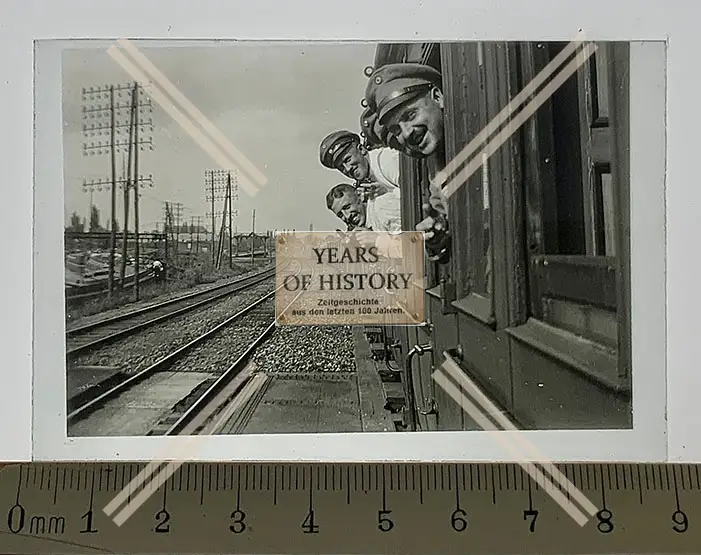 YEARS
OF HISTORY
Zeitgeschichte
aus den letzten 100 Jahren.
0mm 1 2 3 4 5 6 7 8 9